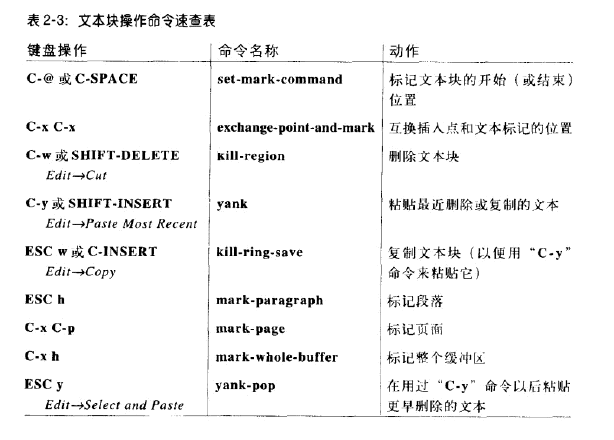 表 2-3：文本块操作命令速查表
键盘操作 命令名称 动作
C-@ 或 C-SPACE set-mark-command 标记文本块的开始（或结束）
位置
C-x C-x exchange-point-and-mark 互换插入点和文本标记的位置
C-w 或 SHIFT-DELETE kill-region 删除文本块
Edit→Cut
C-y 或 SHIFT-INSERT yank 粘贴最近删除或复制的文本
Edit→Paste Most Recent
ESC w 或 C-INSERT kill-ring-save 复制文本块（以便用“C-y”
Edit→Copy 命令来粘贴它）
ESC h mark-paragraph 标记段落
C-x C-p mark-page 标记页面
C-x h mark-whole-buffer 标记整个缓冲区
ESC y yank-pop 在用过“C-y”命令以后粘贴
Edit→Select and Paste 更早删除的文本